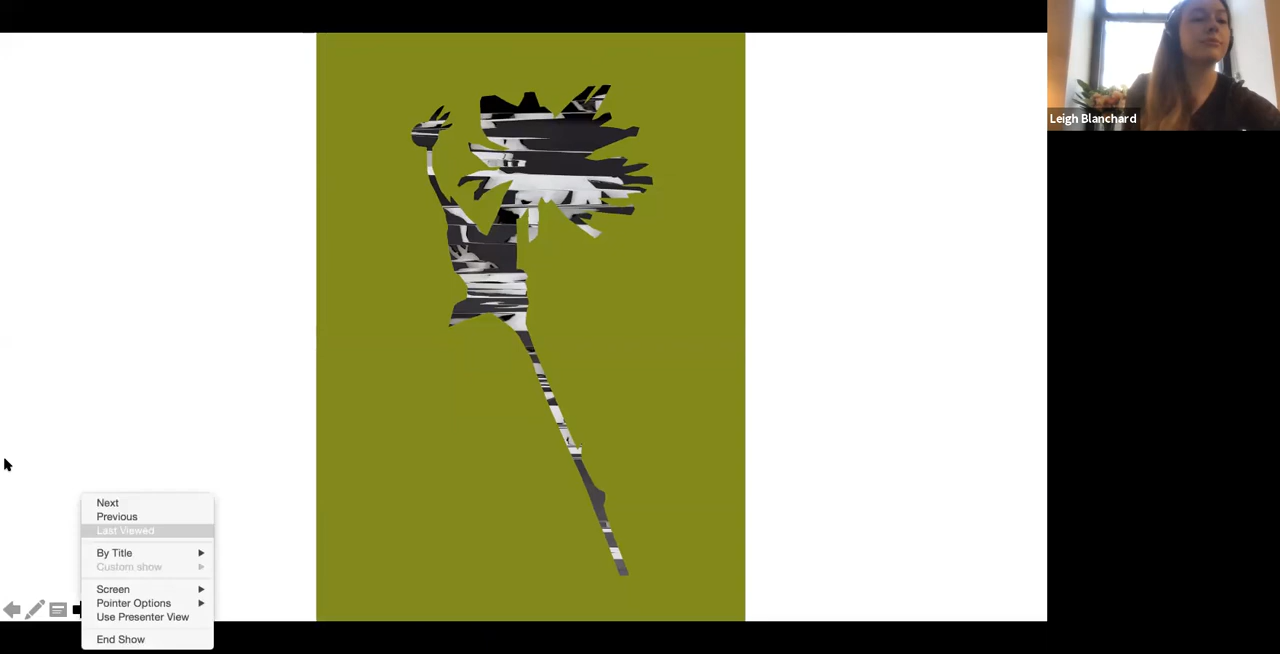 Leigh Blanchard
Next
Previous
Last Viewed
By Title
Custom show
Screen
Pointer Options
Use Presenter View
End Show